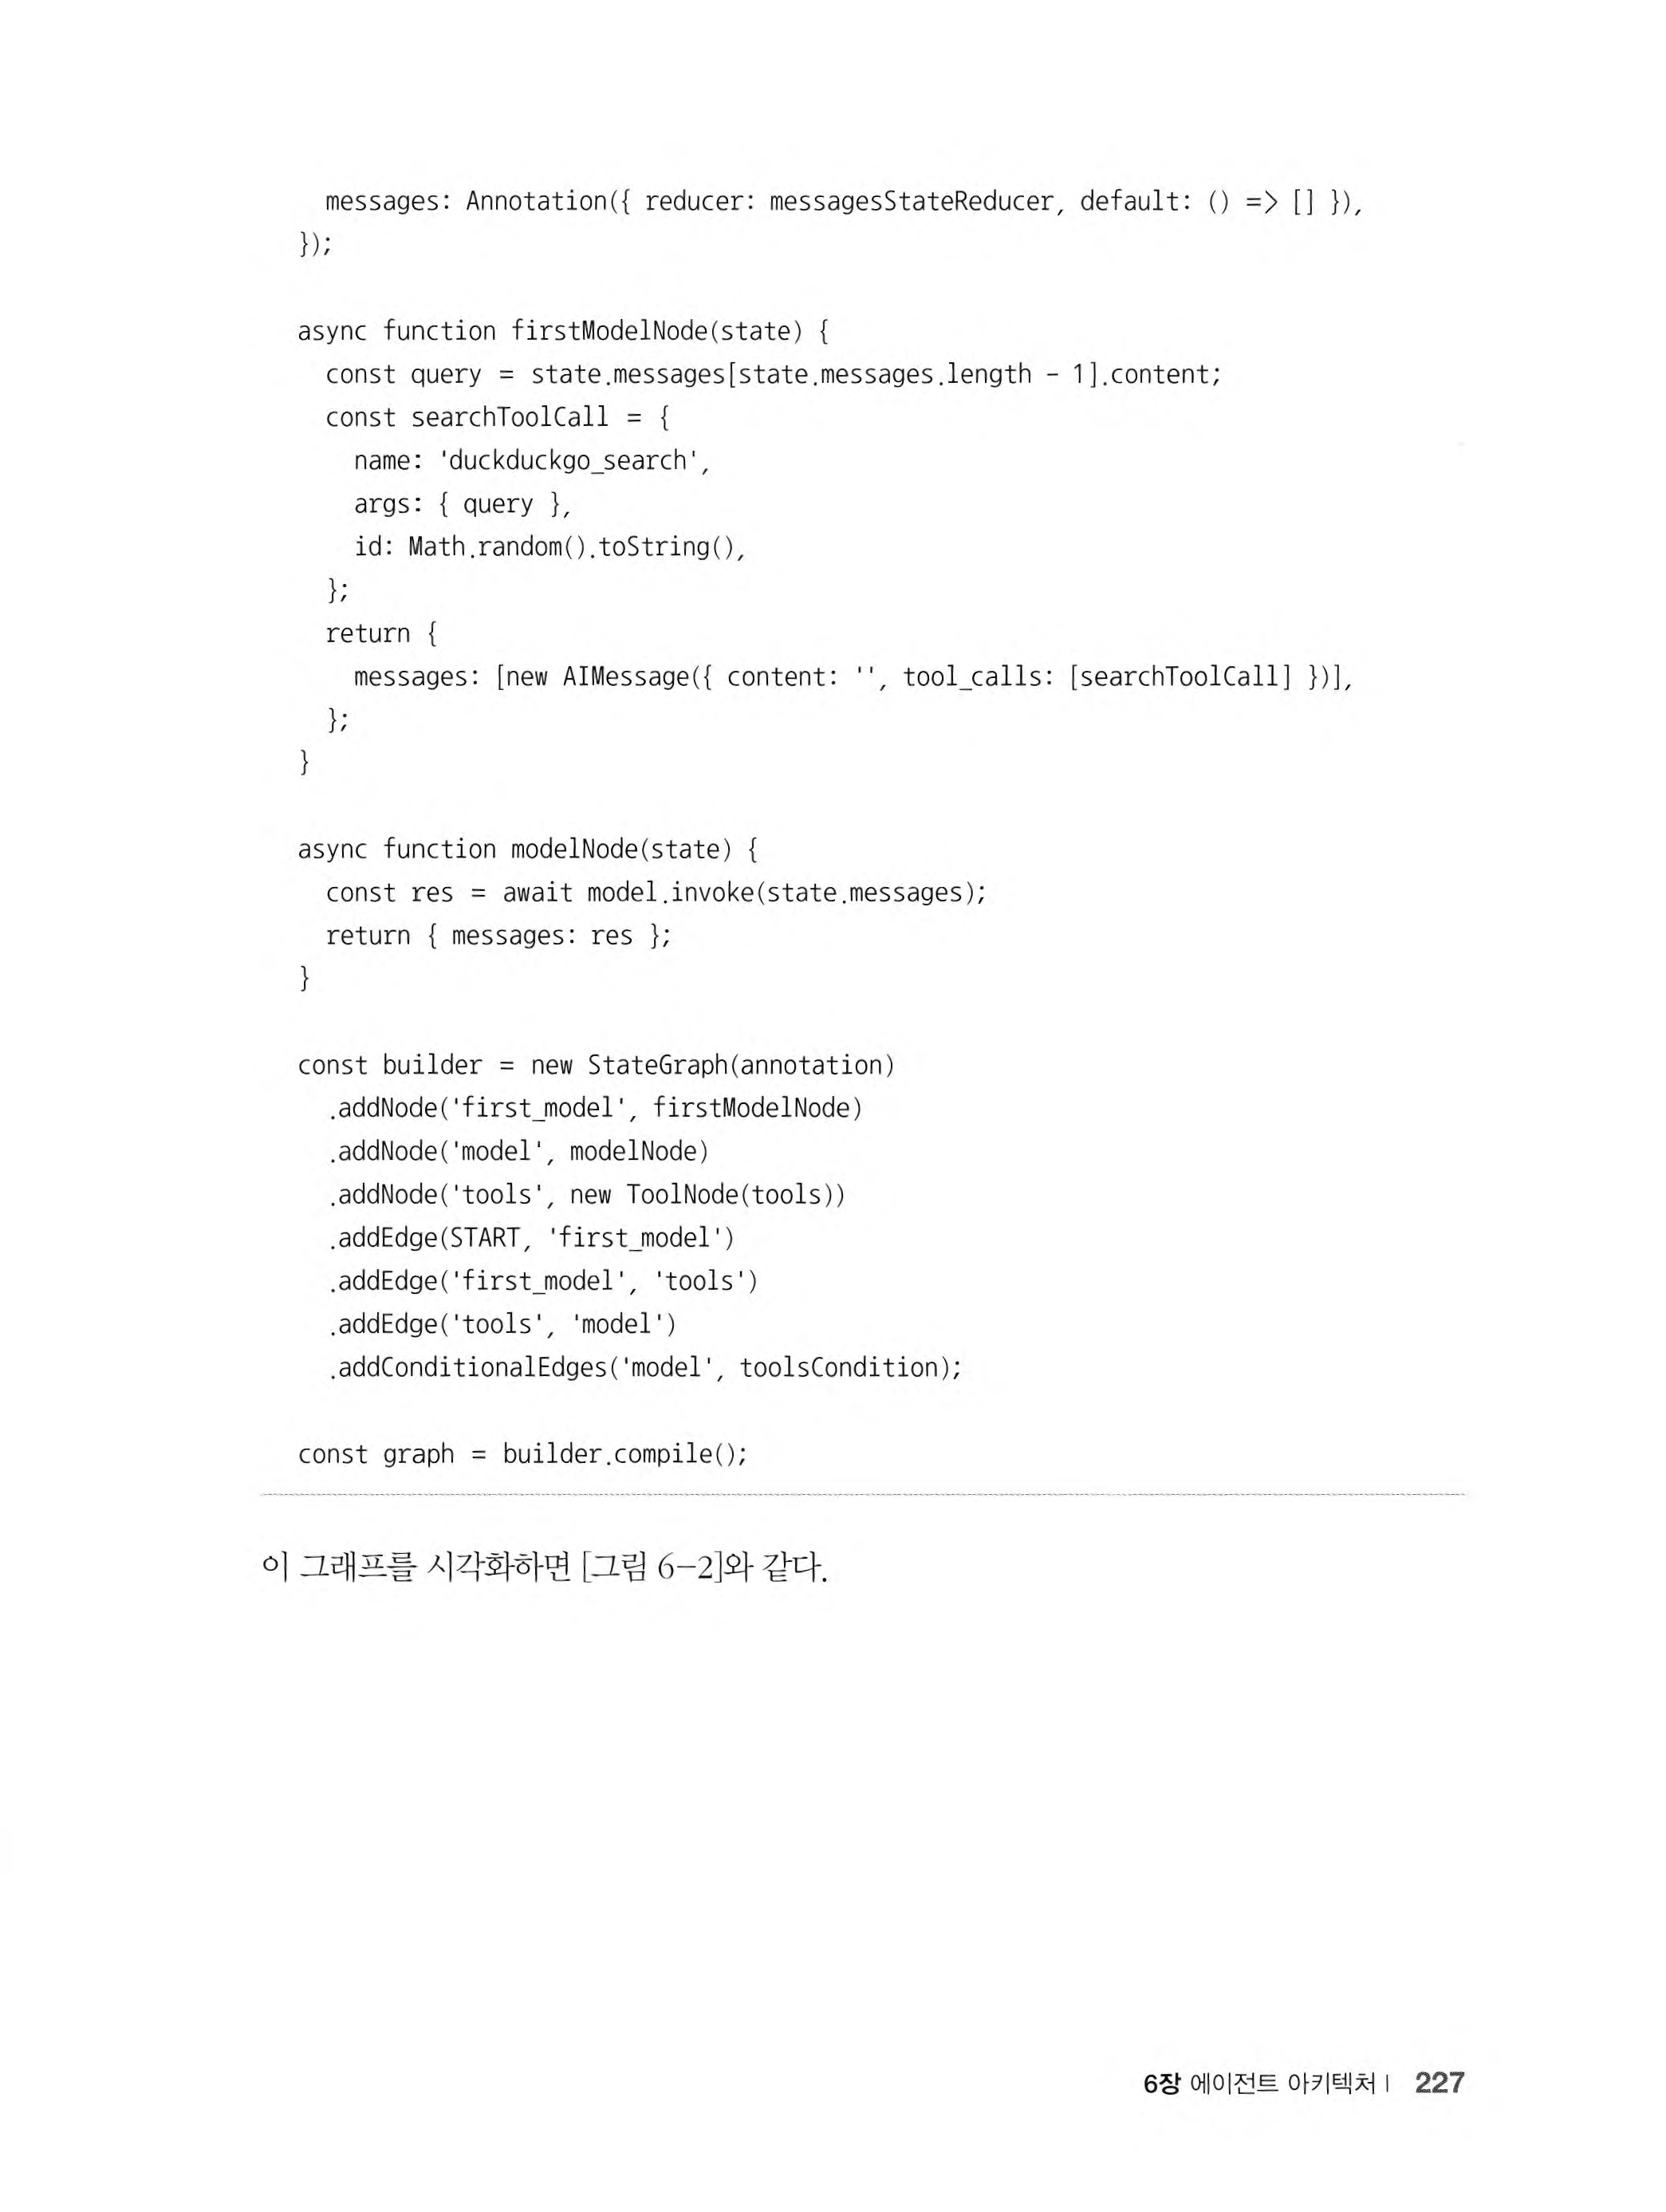 messages: Annotation({ reducer: messagesStateReducer, default: () => [] }),
});
async function firstModelNode(state) {
const query = state.messages[state.messages.length - 1].content;
const searchToolCall = {
name: 'duckduckgo_search',
args: { query },
id: Math.random().toString(),
};
return {
messages: [new AIMessage({ content: '', tool_calls: [searchToolCall] })],
};
}
async function modelNode(state) {
const res = await model.invoke(state.messages);
return { messages: res };
}
const builder = new StateGraph(annotation)
.addNode('first_model', firstModelNode)
.addNode('model', modelNode)
.addNode('tools', new ToolNode(tools))
.addEdge(START, 'first_model')
.addEdge('first_model', 'tools')
.addEdge('tools', 'model')
.addConditionalEdges('model', toolsCondition);
const graph = builder.compile();
이 그래프를 시각화하면 [그림 6-2]와 같다.
6장 에이전트 아키텍처 | 227